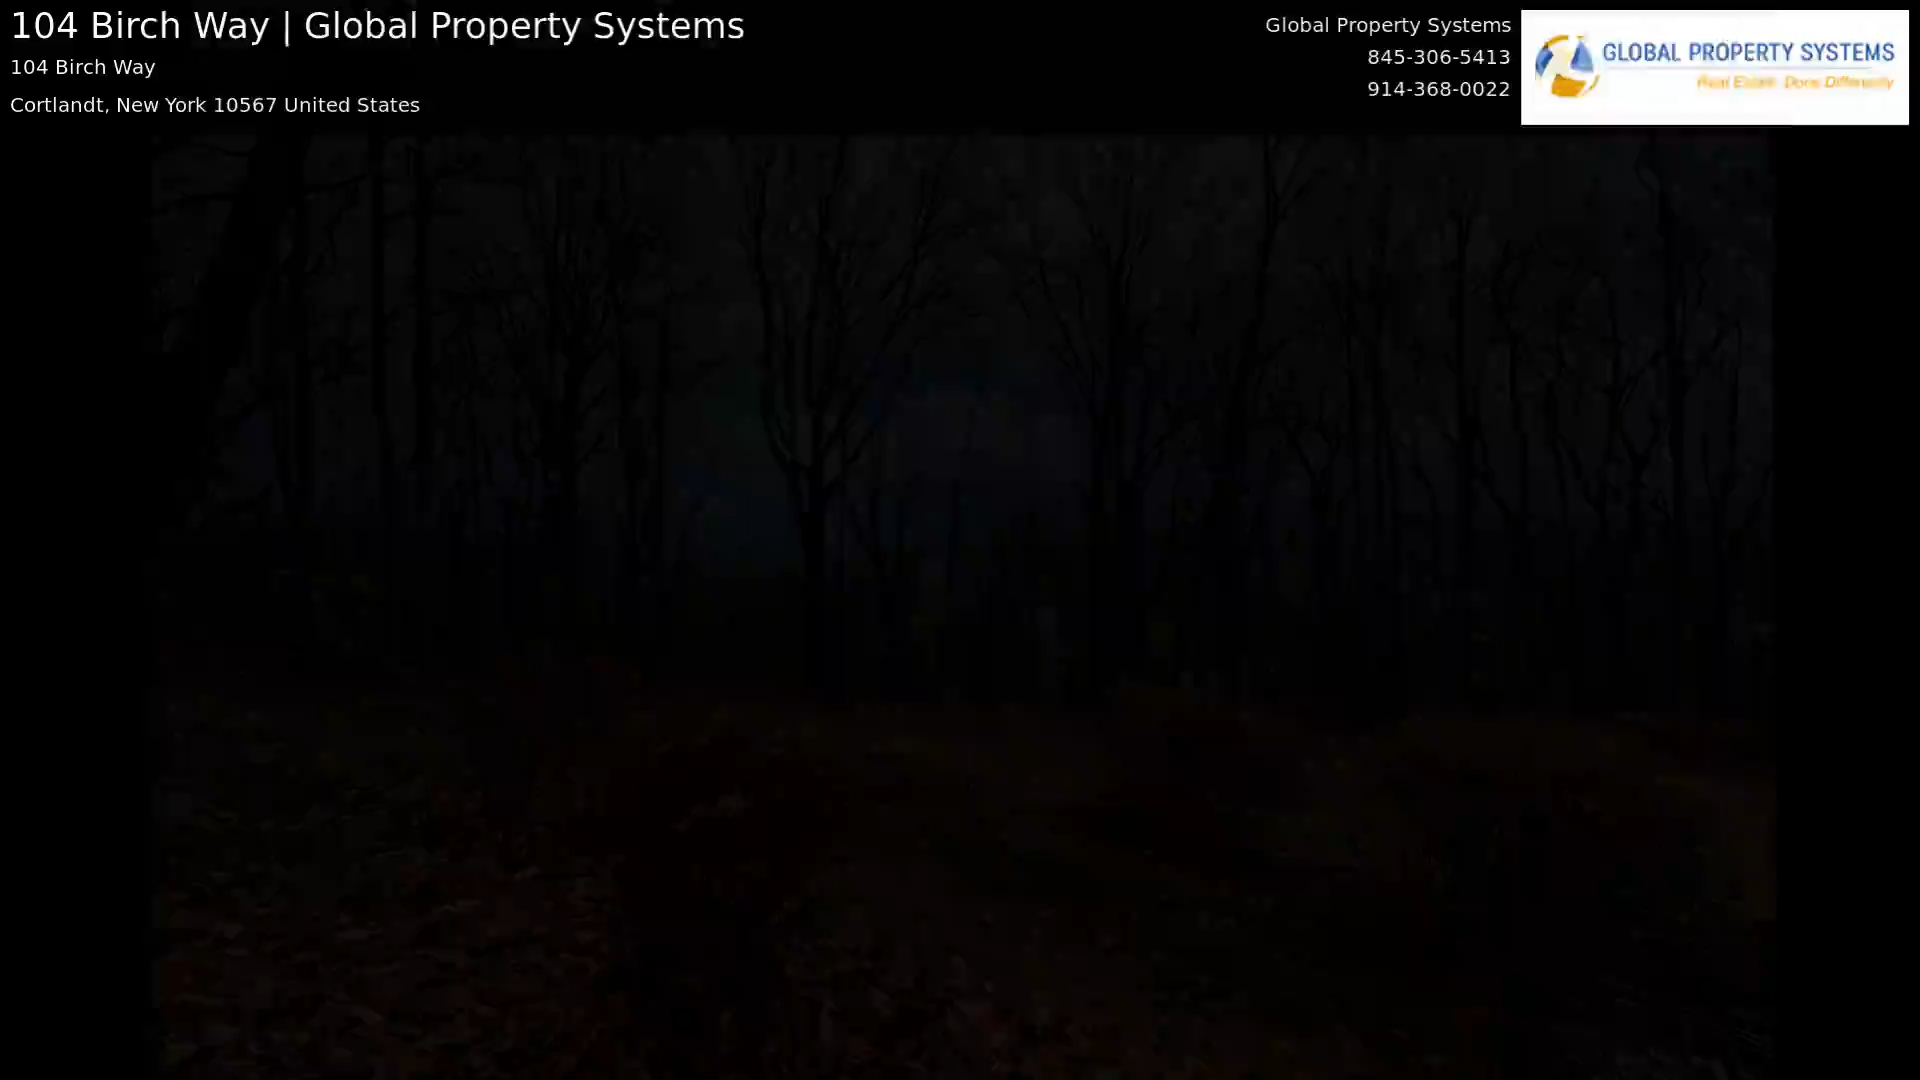 104 Birch Way | Global Property Systems
104 Birch Way
Cortlandt, New York 10567 United States
Global Property Systems
845-306-5413
914-368-0022
GLOBAL PROPERTY SYSTEMS
Real Estate. Done Differently